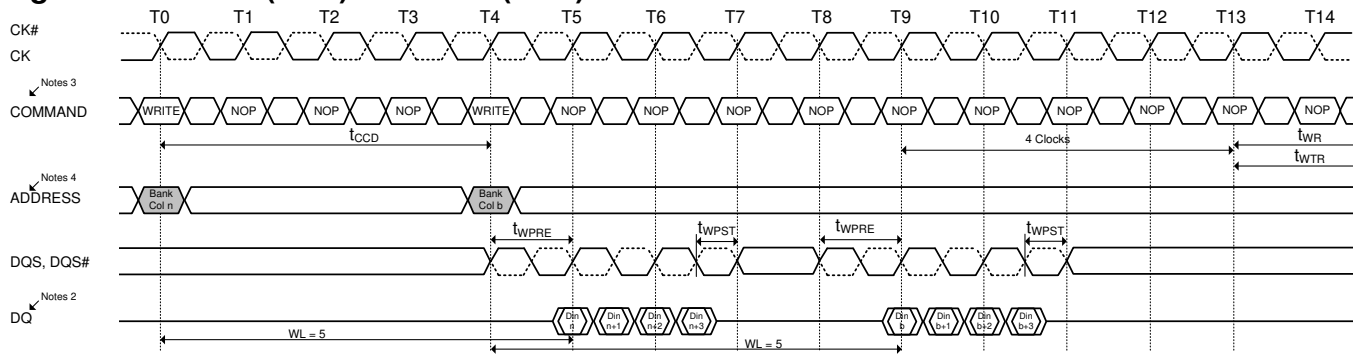 T0 T1 T2 T3 T4 T5 T6 T7 T8 T9 T10 T11 T12 T13 T14
CK#
CK
Notes 3
COMMAND WRITE NOP NOP NOP WRITE NOP NOP NOP NOP NOP NOP NOP NOP NOP NOP
tCCD 4 Clocks tWR
tWTR
Notes 4
ADDRESS Bank Col n Bank Col b
tWPRE tWPST tWPRE tWPST
DQS, DQS#
Notes 2
DQ Din n Din n+1 Din n+2 Din n+3 Din b Din b+1 Din b+2 Din b+3
WL = 5 WL = 5